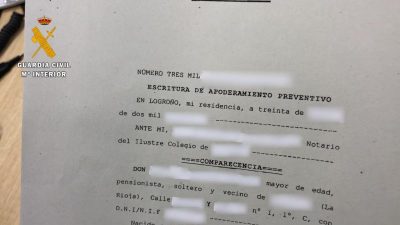 GUARDIA CIVIL
Mº INTERIOR
NÚMERO TRES MIL
ESCRITURA DE APODERAMIENTO PREVENTIVO
EN LOGROÑO, mi residencia, a treinta de
de dos mil
ANTE MI, Notario
del Ilustre Colegio de
====COMPARECENCIA====
DON mayor de edad,
pensionista, soltero y vecino de (La
Rioja), Calle y nº 1, 1º, C, con
D.N.I/N.I.F